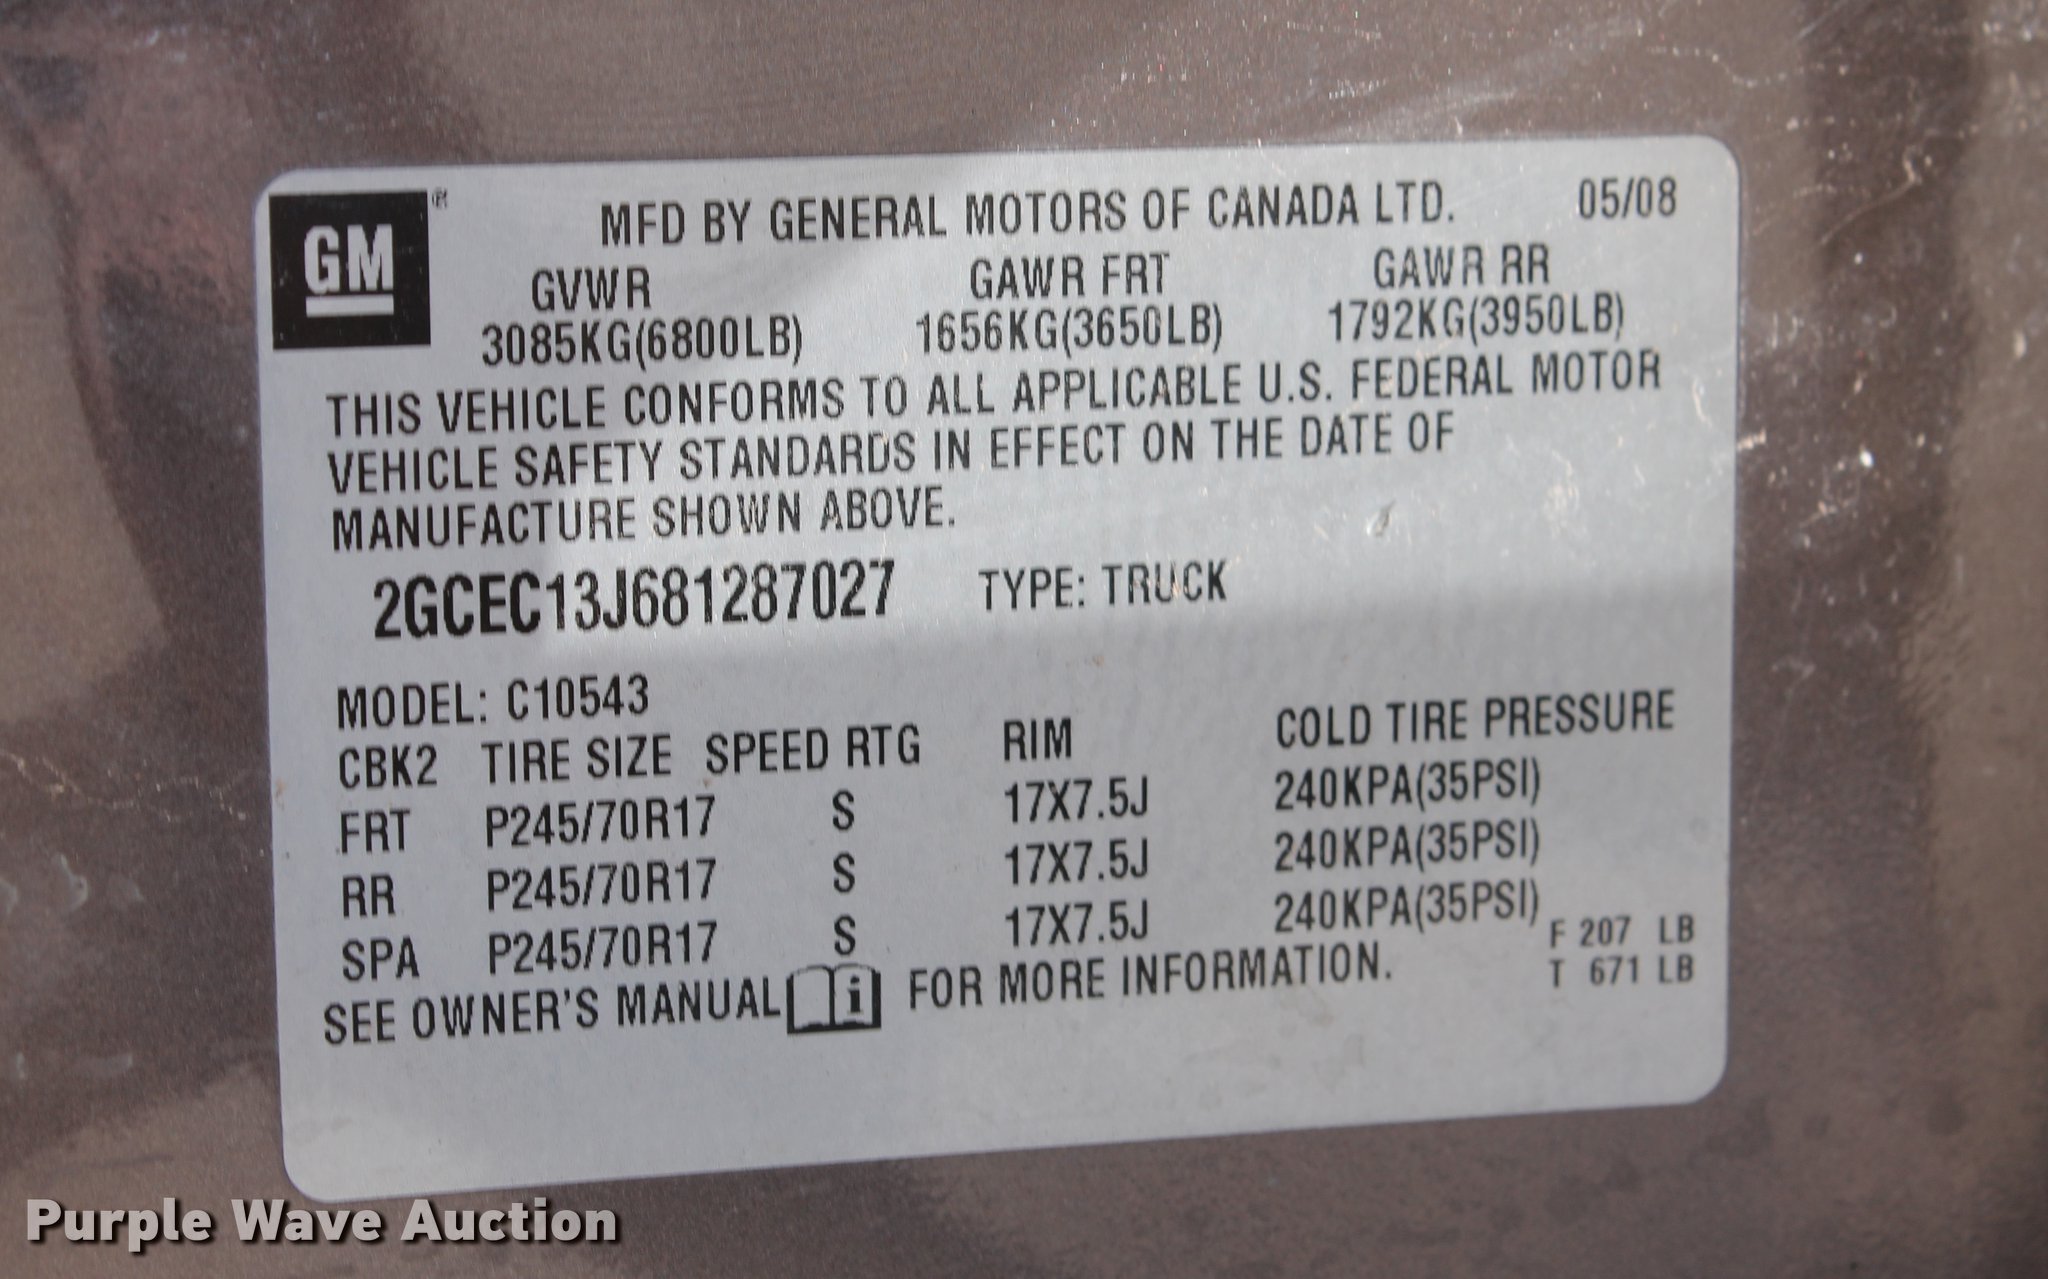 GM ®
MFD BY GENERAL MOTORS OF CANADA LTD. 05/08
GVWR GAWR FRT GAWR RR
3085KG(6800LB) 1656KG(3650LB) 1792KG(3950LB)
THIS VEHICLE CONFORMS TO ALL APPLICABLE U.S. FEDERAL MOTOR
VEHICLE SAFETY STANDARDS IN EFFECT ON THE DATE OF
MANUFACTURE SHOWN ABOVE.
2GCEC13J681287027 TYPE: TRUCK
MODEL: C10543
CBK2 TIRE SIZE SPEED RTG RIM COLD TIRE PRESSURE
FRT P245/70R17 S 17X7.5J 240KPA(35PSI)
RR P245/70R17 S 17X7.5J 240KPA(35PSI)
SPA P245/70R17 S 17X7.5J 240KPA(35PSI)
F 207 LB
T 671 LB
SEE OWNER'S MANUAL i FOR MORE INFORMATION.
Purple Wave Auction